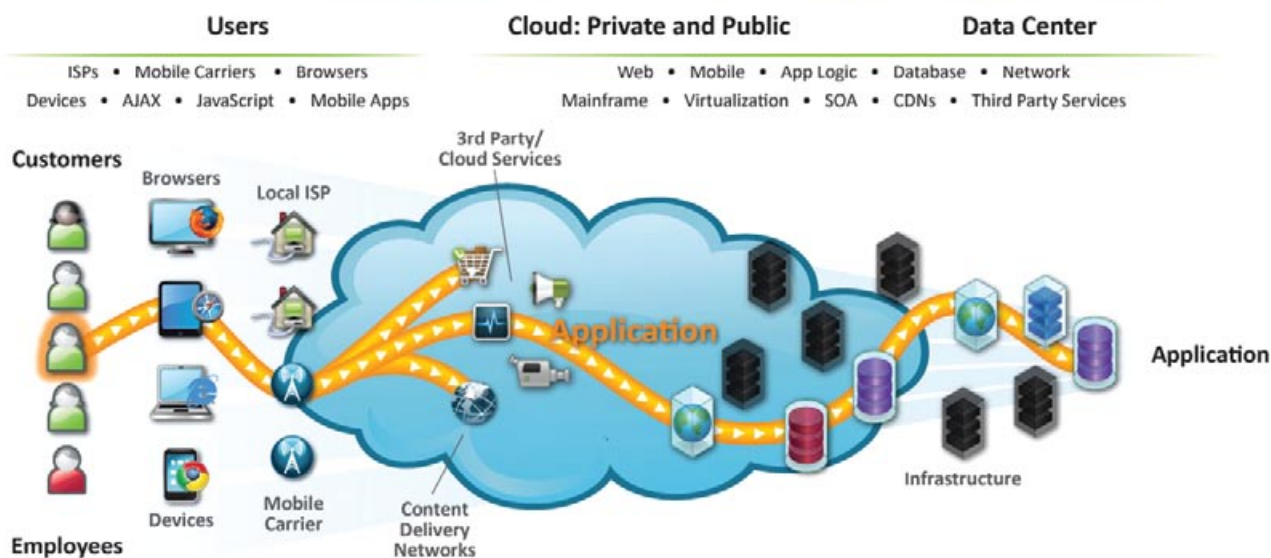 Users
Cloud: Private and Public
Data Center
ISPs • Mobile Carriers • Browsers
Devices • AJAX • JavaScript • Mobile Apps
Web • Mobile • App Logic • Database • Network
Mainframe • Virtualization • SOA • CDNs • Third Party Services
Customers
Browsers
Local ISP
3rd Party/
Cloud Services
Application
Application
Infrastructure
Devices
Mobile
Carrier
Content
Delivery
Networks
Employees